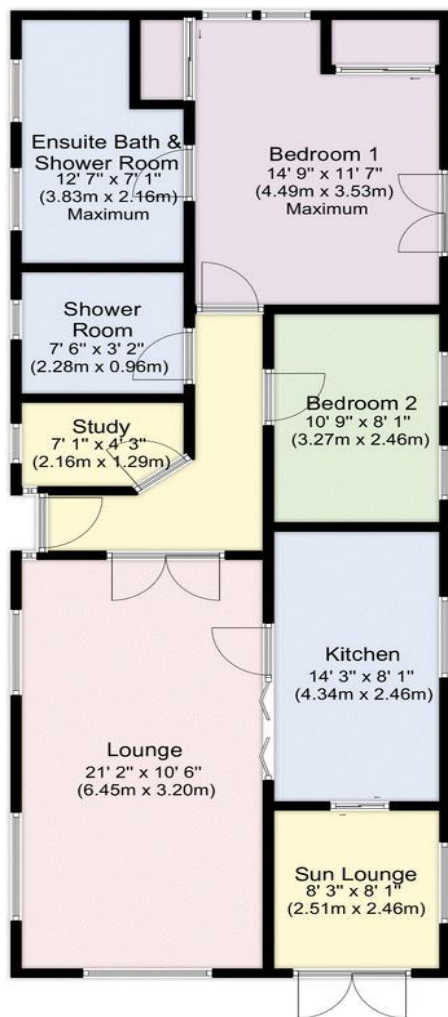 Ensuite Bath &
Shower Room
12' 7" x 7' 1"
(3.83m x 2.16m)
Maximum
Bedroom 1
14' 9" x 11' 7"
(4.49m x 3.53m)
Maximum
Shower
Room
7' 6" x 3' 2"
(2.28m x 0.96m)
Study
7' 1" x 4' 3"
(2.16m x 1.29m)
Bedroom 2
10' 9" x 8' 1"
(3.27m x 2.46m)
Kitchen
14' 3" x 8' 1"
(4.34m x 2.46m)
Lounge
21' 2" x 10' 6"
(6.45m x 3.20m)
Sun Lounge
8' 3" x 8' 1"
(2.51m x 2.46m)